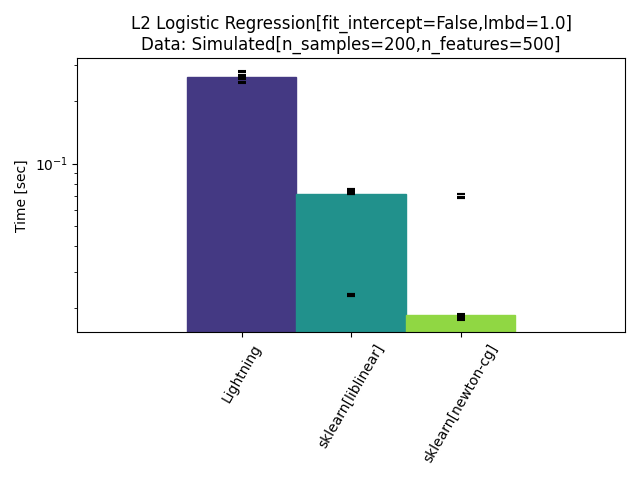 L2 Logistic Regression[fit_intercept=False,lmbd=1.0]
Data: Simulated[n_samples=200,n_features=500]
Time [sec]
10⁻¹
Lightning
sklearn[liblinear]
sklearn[newton-cg]